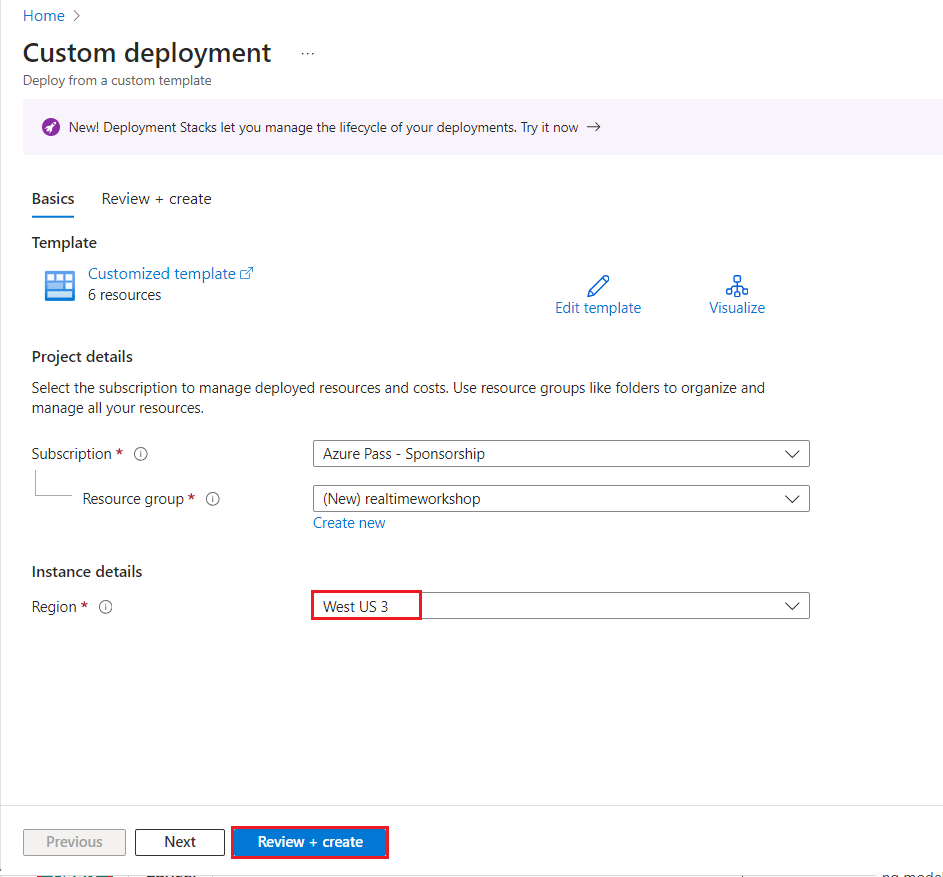 Home
Custom deployment ...
Deploy from a custom template
New! Deployment Stacks let you manage the lifecycle of your deployments. Try it now →
Basics Review + create
Template
Customized template
6 resources
Edit template Visualize
Project details
Select the subscription to manage deployed resources and costs. Use resource groups like folders to organize and
manage all your resources.
Subscription * Azure Pass - Sponsorship
Resource group * (New) realtimeworkshop
Create new
Instance details
Region * West US 3
Previous Next Review + create